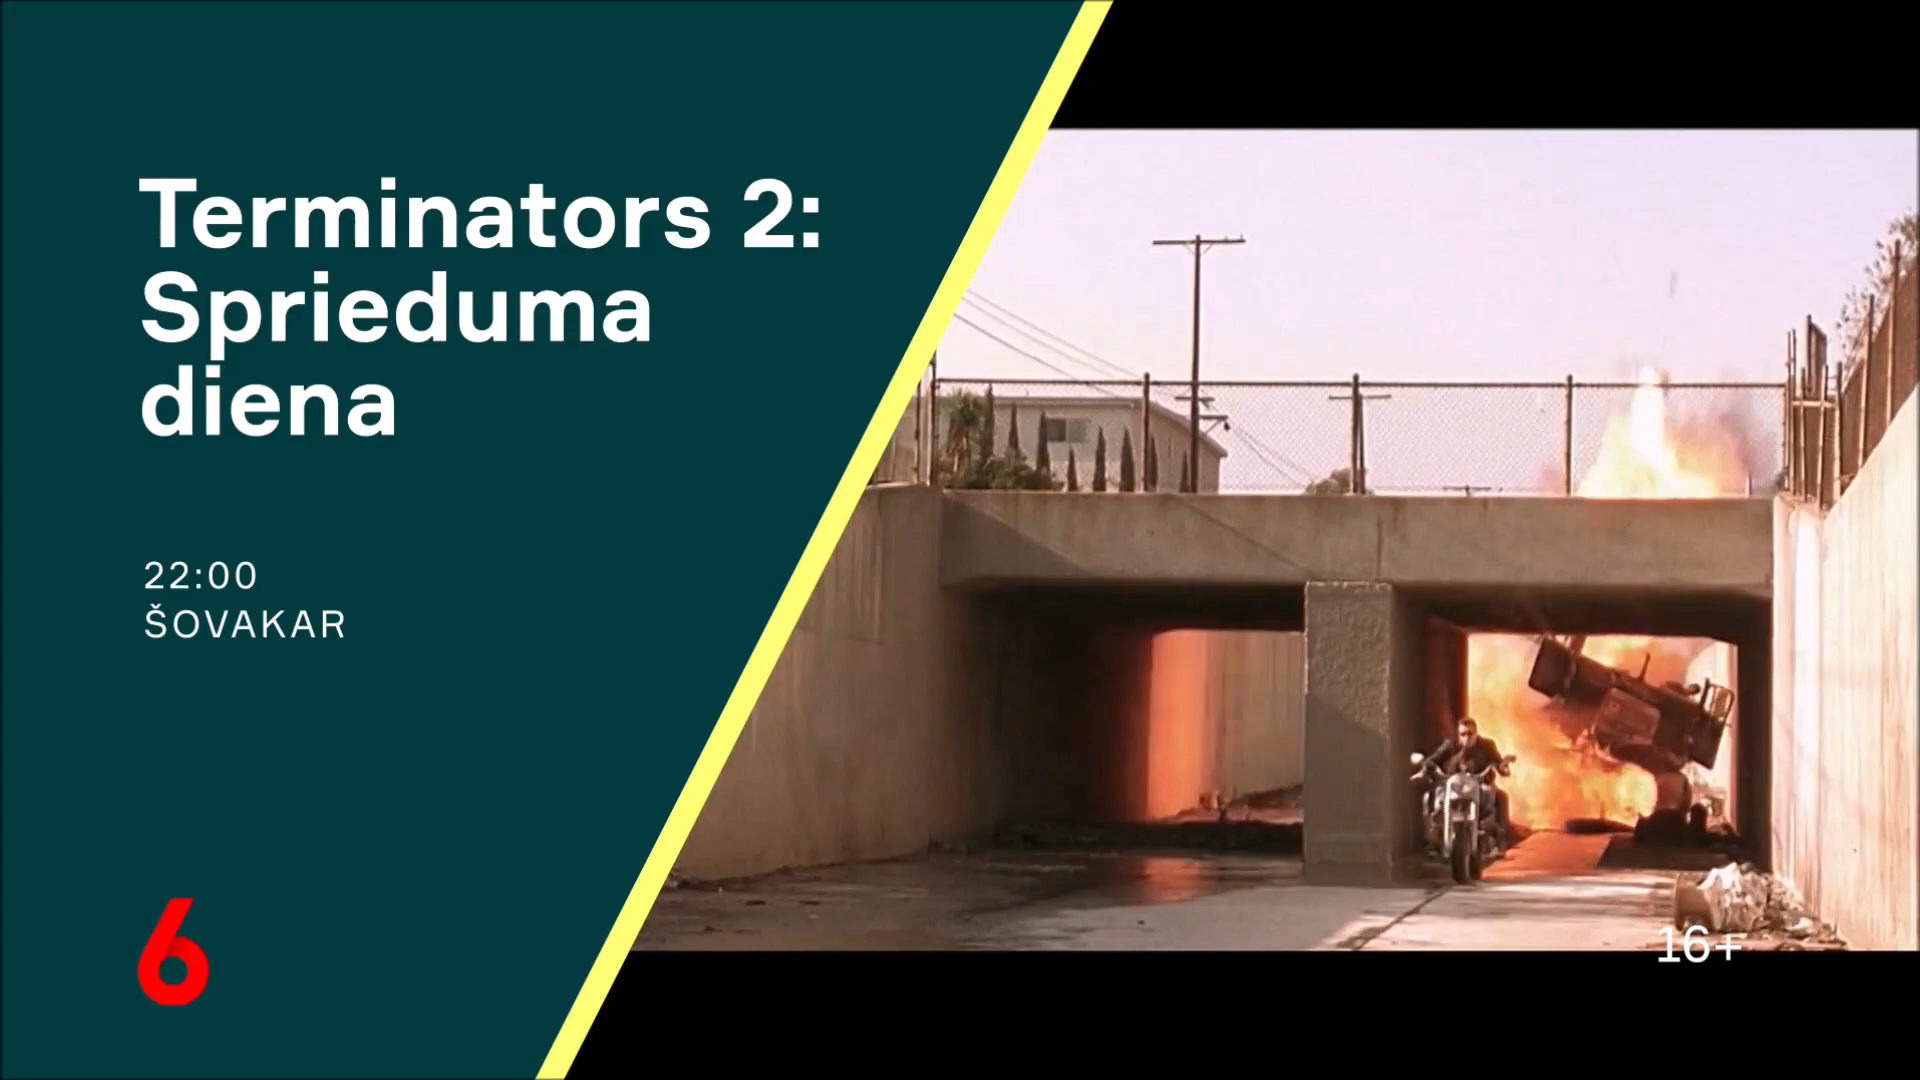 Terminators 2:
Sprieduma
diena
22:00
ŠOVAKAR
6
16+